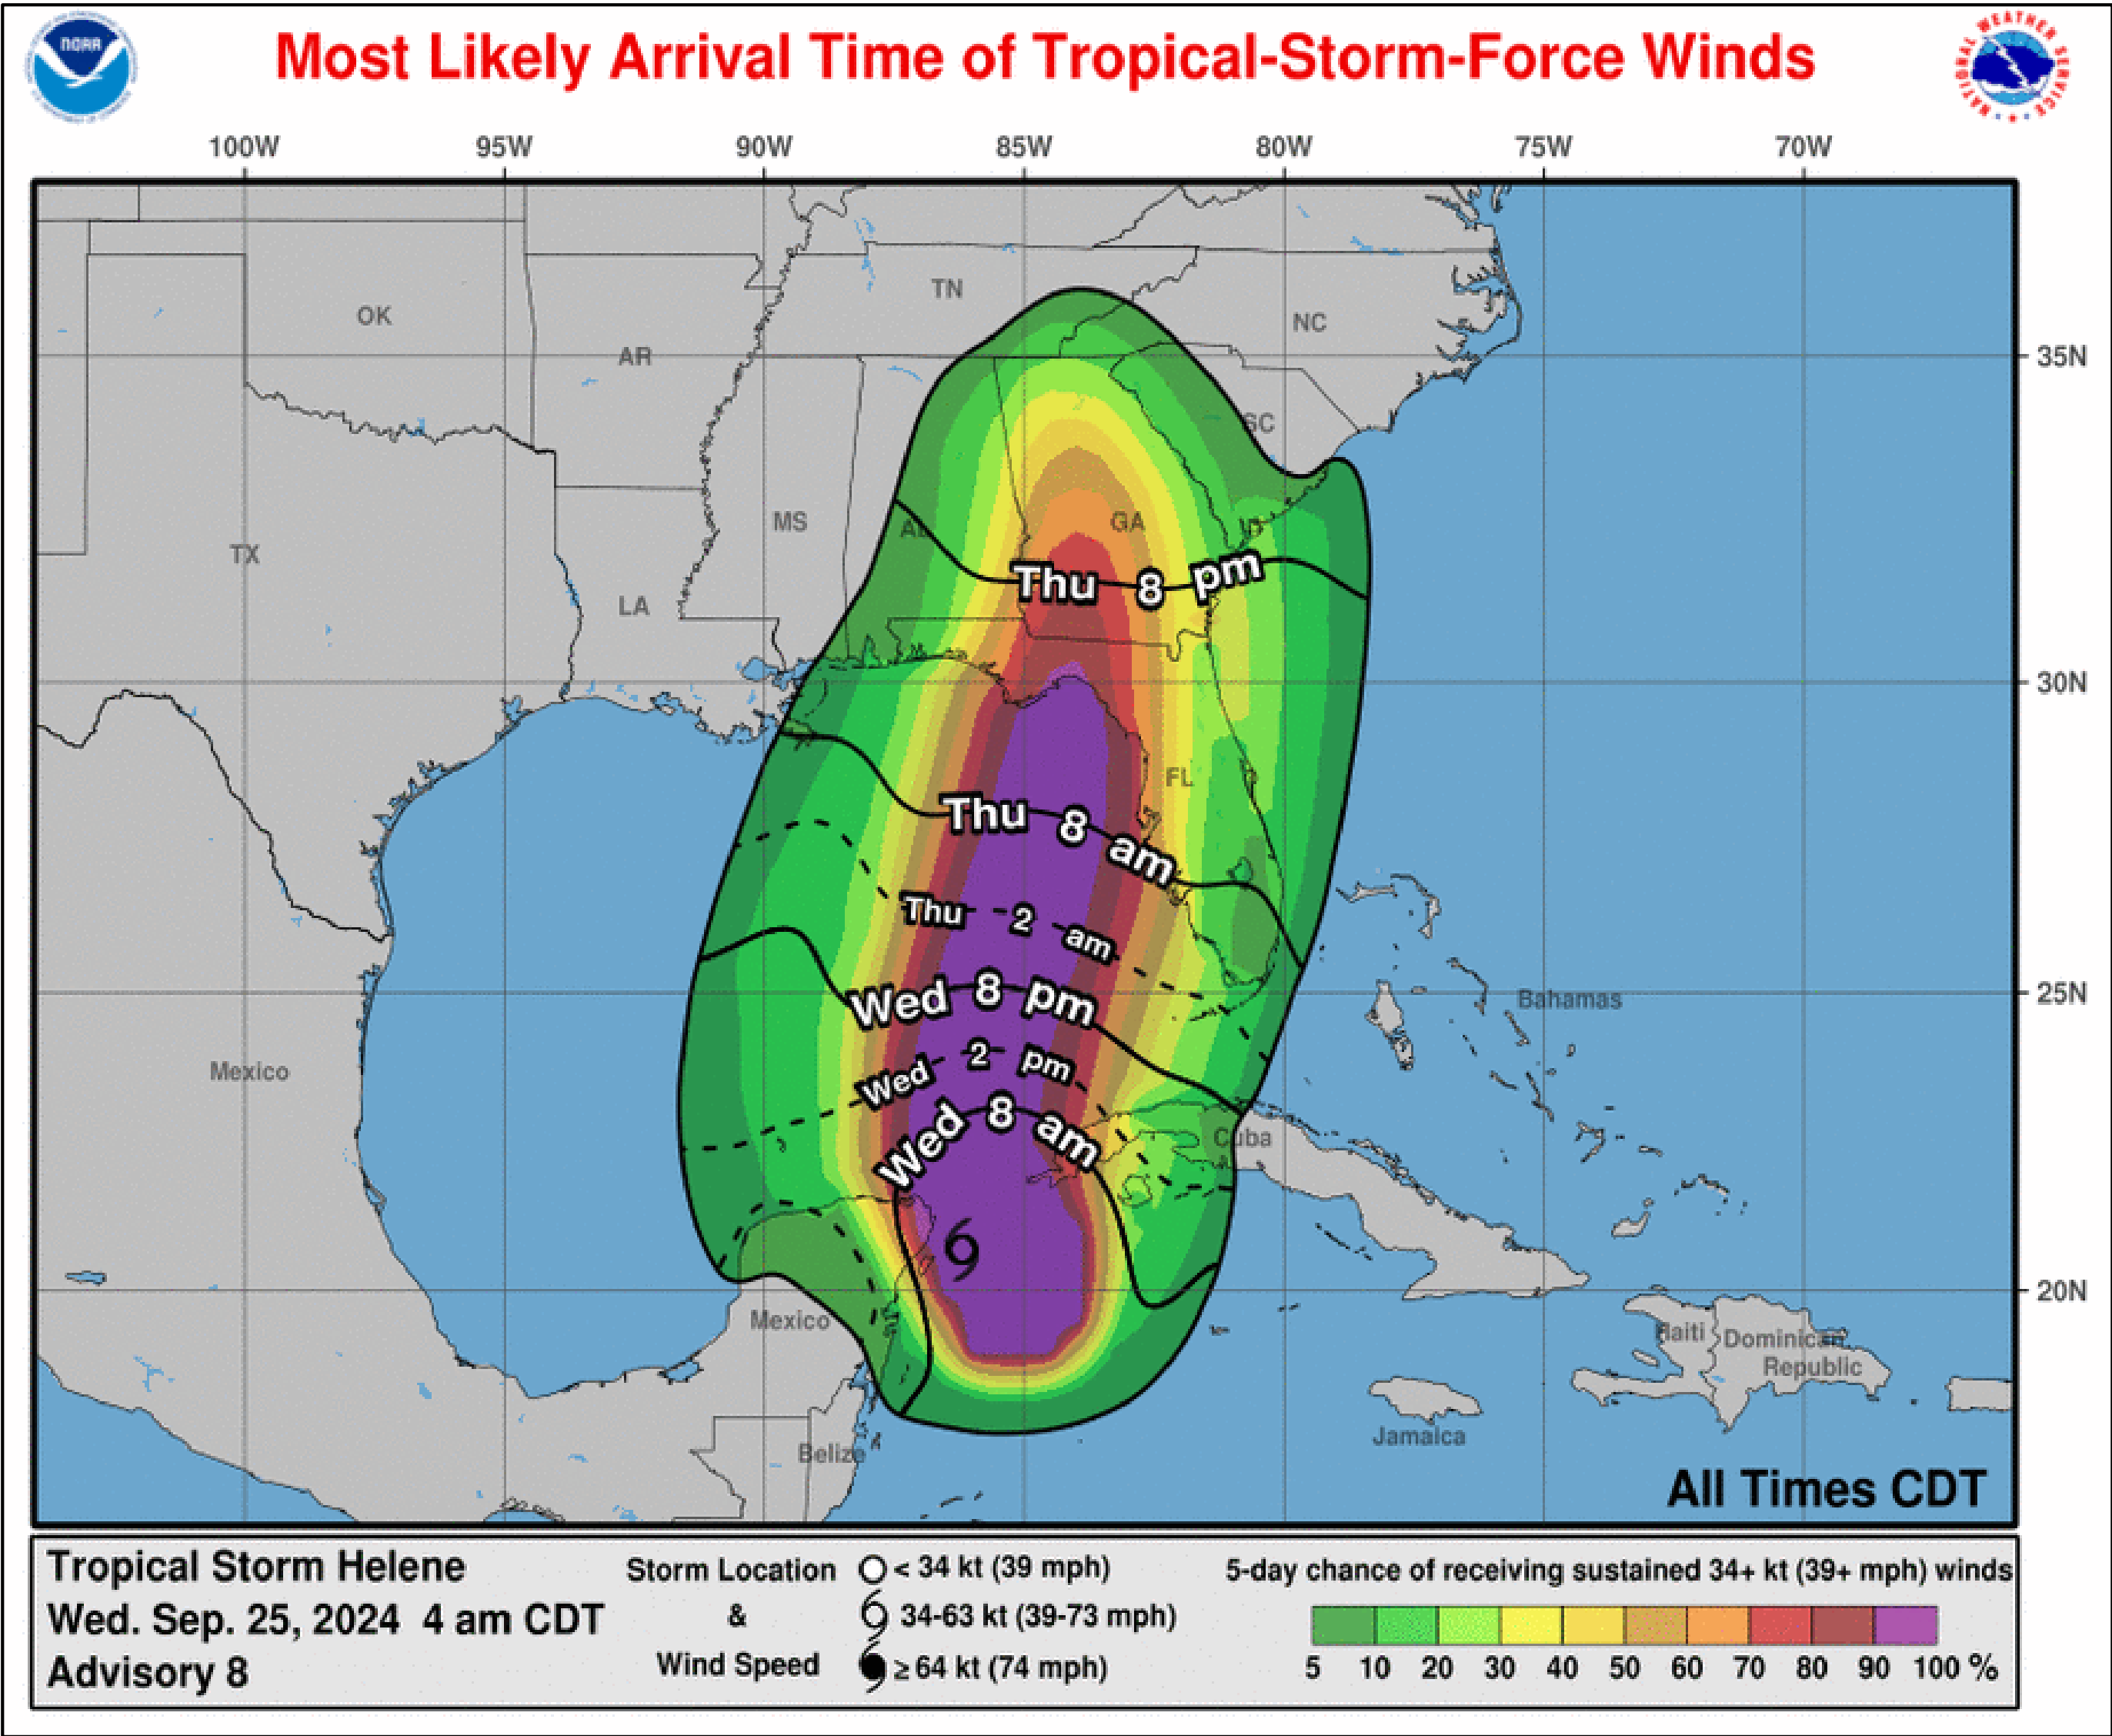 NOAA
Most Likely Arrival Time of Tropical-Storm-Force Winds
NATIONAL WEATHER SERVICE
100W 95W 90W 85W 80W 75W 70W
TN
OK
NC
AR
35N
SC
MS
AL
GA
TX
Thu 8 pm
LA
30N
FL
Thu 8 am
Thu 2 am
Wed 8 pm
25N
Bahamas
Wed 2 pm
Mexico
Wed 8 am
Cuba
20N
Mexico
Haiti
Dominican
Republic
Jamaica
Belize
All Times CDT
Tropical Storm Helene
Wed. Sep. 25, 2024 4 am CDT
Advisory 8
Storm Location
&
Wind Speed
< 34 kt (39 mph)
34-63 kt (39-73 mph)
≥ 64 kt (74 mph)
5-day chance of receiving sustained 34+ kt (39+ mph) winds
5 10 20 30 40 50 60 70 80 90 100 %